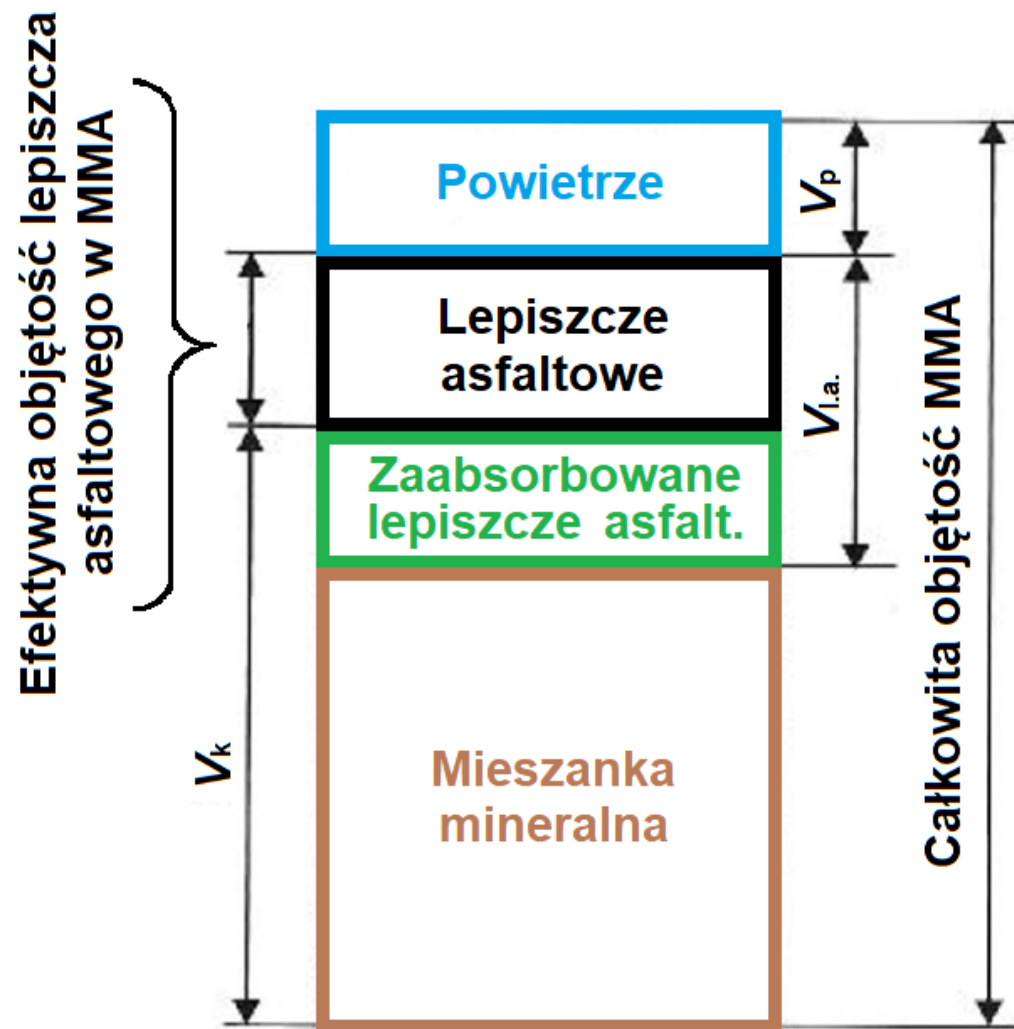 Efektywna objętość lepiszcza
asfaltowego w MMA
Powietrze
Lepiszcze
asfaltowe
Zaabsorbowane
lepiszcze asfalt.
Mieszanka
mineralna
Vk
Vp
Vl.a.
Całkowita objętość MMA